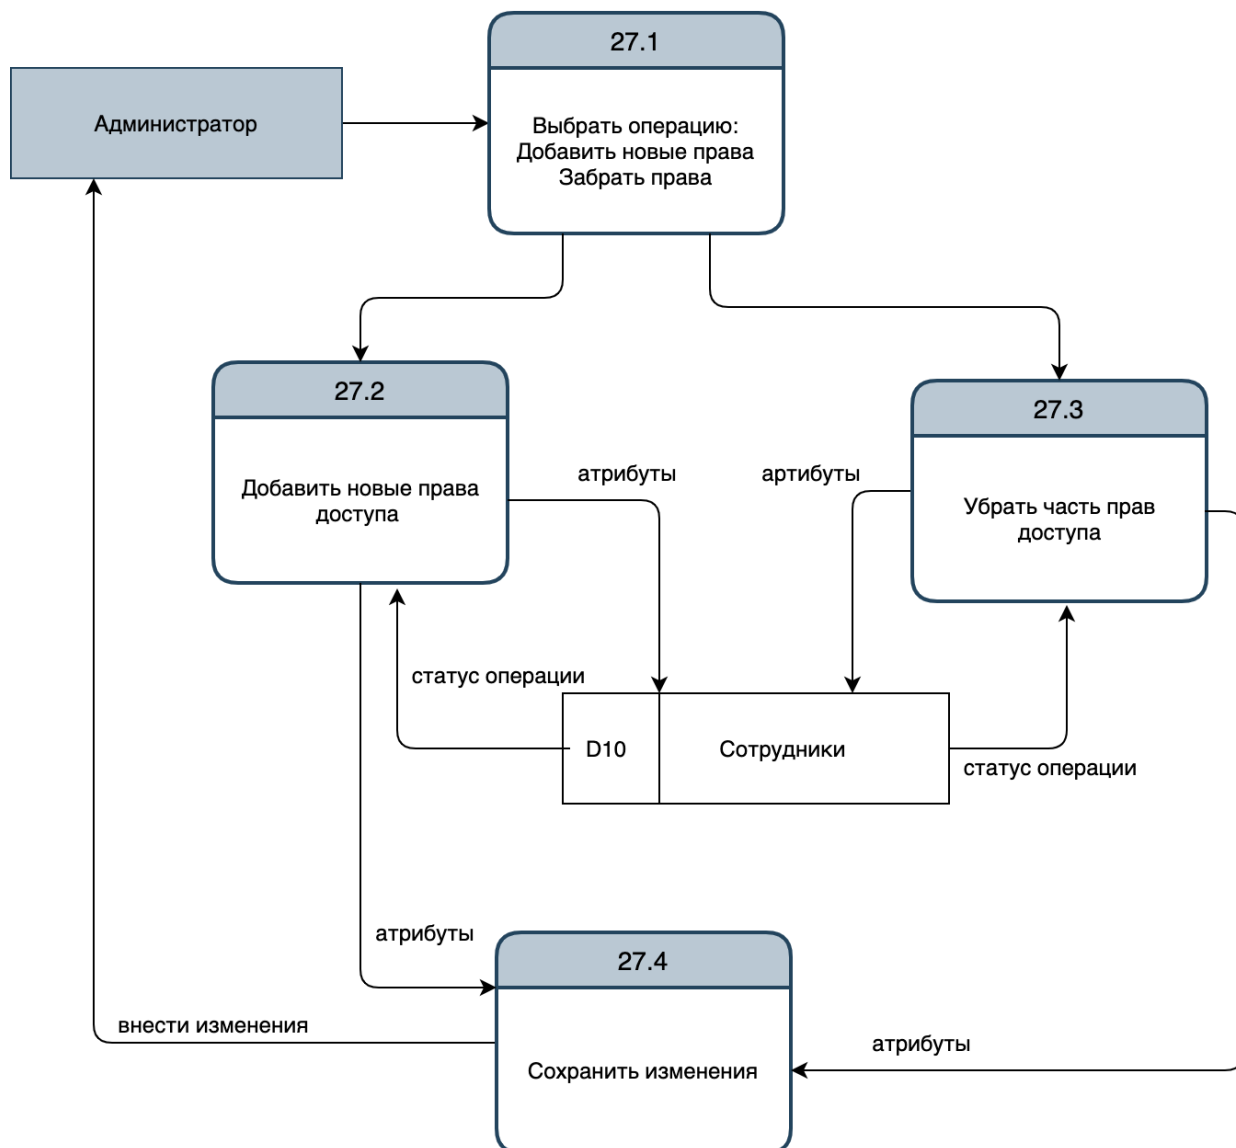 27.1
Администратор
Выбрать операцию:
Добавить новые права
Забрать права
27.2
27.3
атрибуты
артибуты
Добавить новые права
доступа
Убрать часть прав
доступа
статус операции
D10
Сотрудники
статус операции
атрибуты
27.4
внести изменения
атрибуты
Сохранить изменения